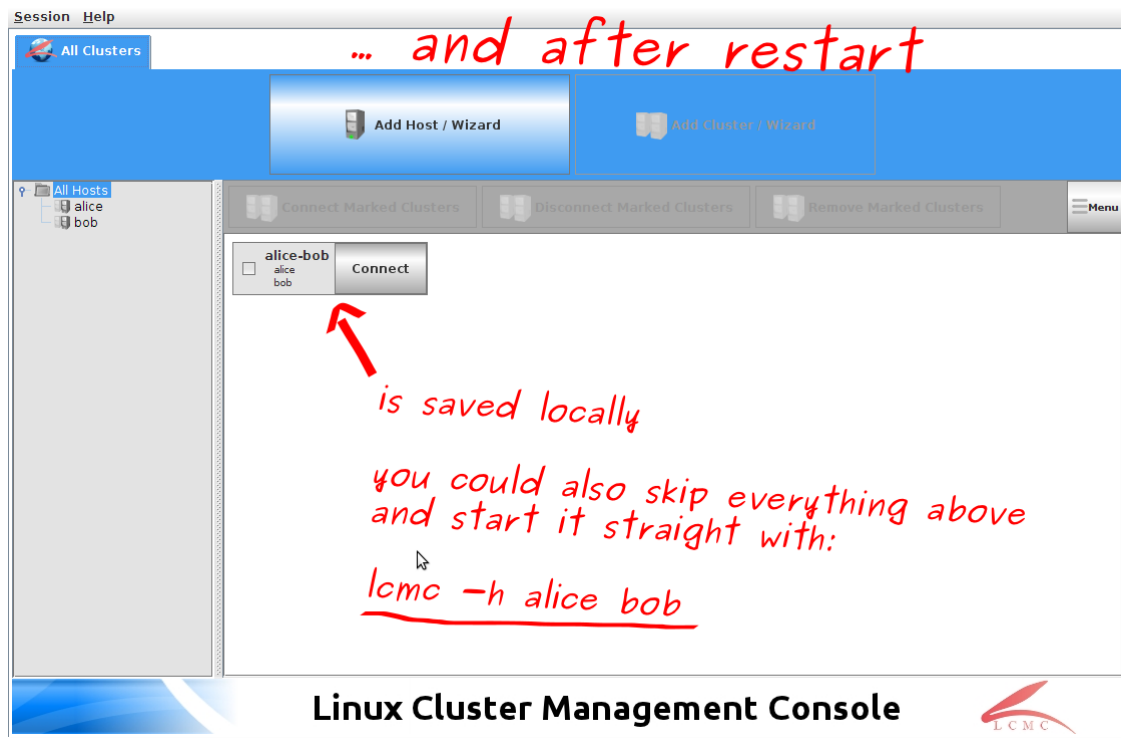 Session Help
All Clusters
... and after restart
Add Host / Wizard
Add Cluster / Wizard
All Hosts
alice
bob
Connect Marked Clusters
Disconnect Marked Clusters
Remove Marked Clusters
Menu
alice-bob
alice
bob
Connect
is saved locally
you could also skip everything above
and start it straight with:
lcmc -h alice bob
Linux Cluster Management Console
LCMC